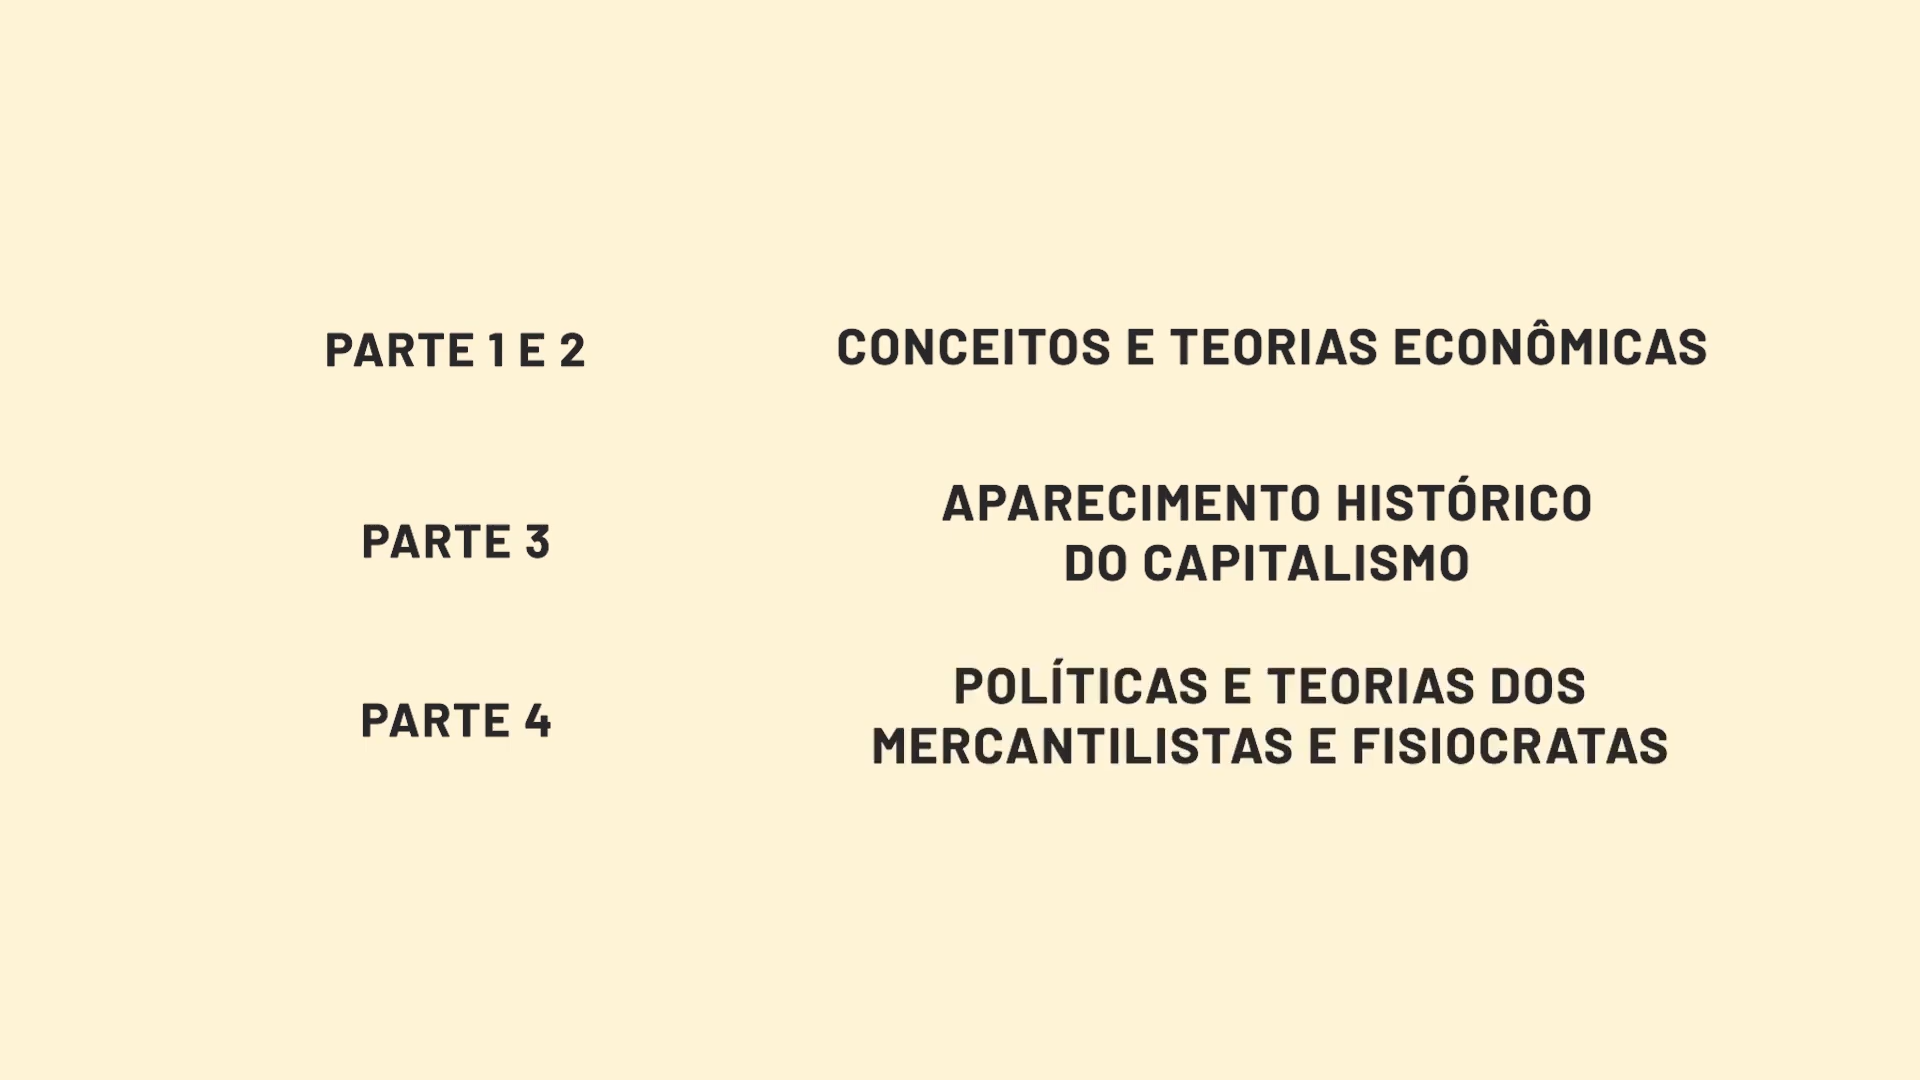 PARTE 1 E 2
CONCEITOS E TEORIAS ECONÔMICAS
PARTE 3
APARECIMENTO HISTÓRICO
DO CAPITALISMO
PARTE 4
POLÍTICAS E TEORIAS DOS
MERCANTILISTAS E FISIOCRATAS